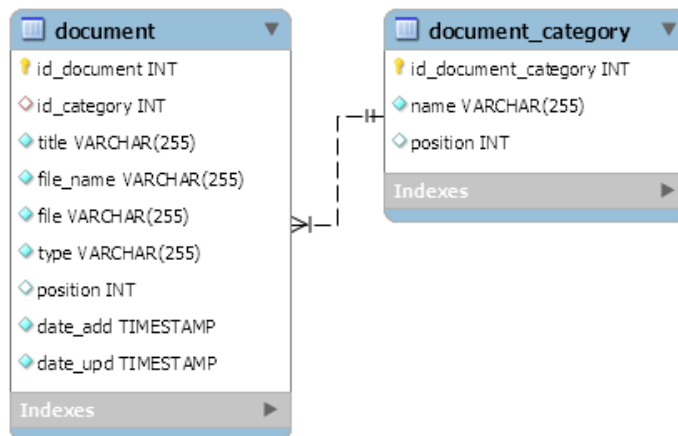 document
id_document INT
id_category INT
title VARCHAR(255)
file_name VARCHAR(255)
file VARCHAR(255)
type VARCHAR(255)
position INT
date_add TIMESTAMP
date_upd TIMESTAMP
Indexes
document_category
id_document_category INT
name VARCHAR(255)
position INT
Indexes